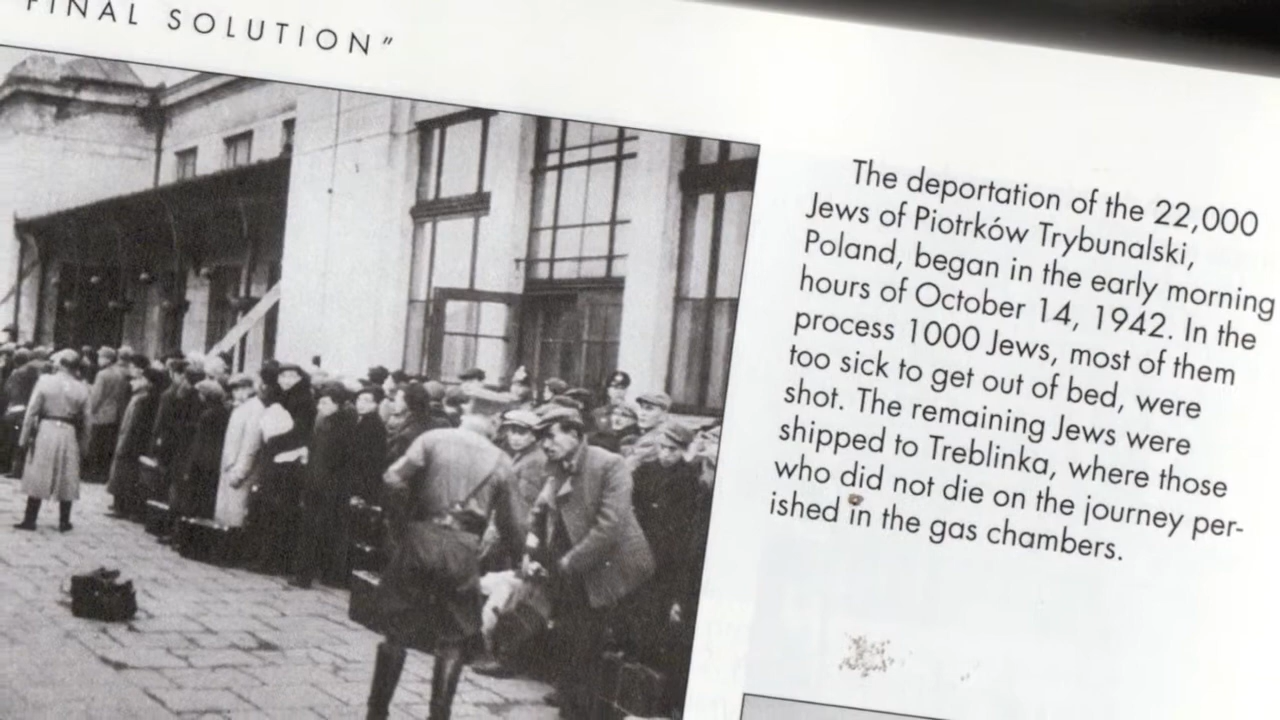 FINAL SOLUTION”
The deportation of the 22,000
Jews of Piotrków Trybunalski,
Poland, began in the early morning
hours of October 14, 1942. In the
process 1000 Jews, most of them
too sick to get out of bed, were
shot. The remaining Jews were
shipped to Treblinka, where those
who did not die on the journey per-
ished in the gas chambers.